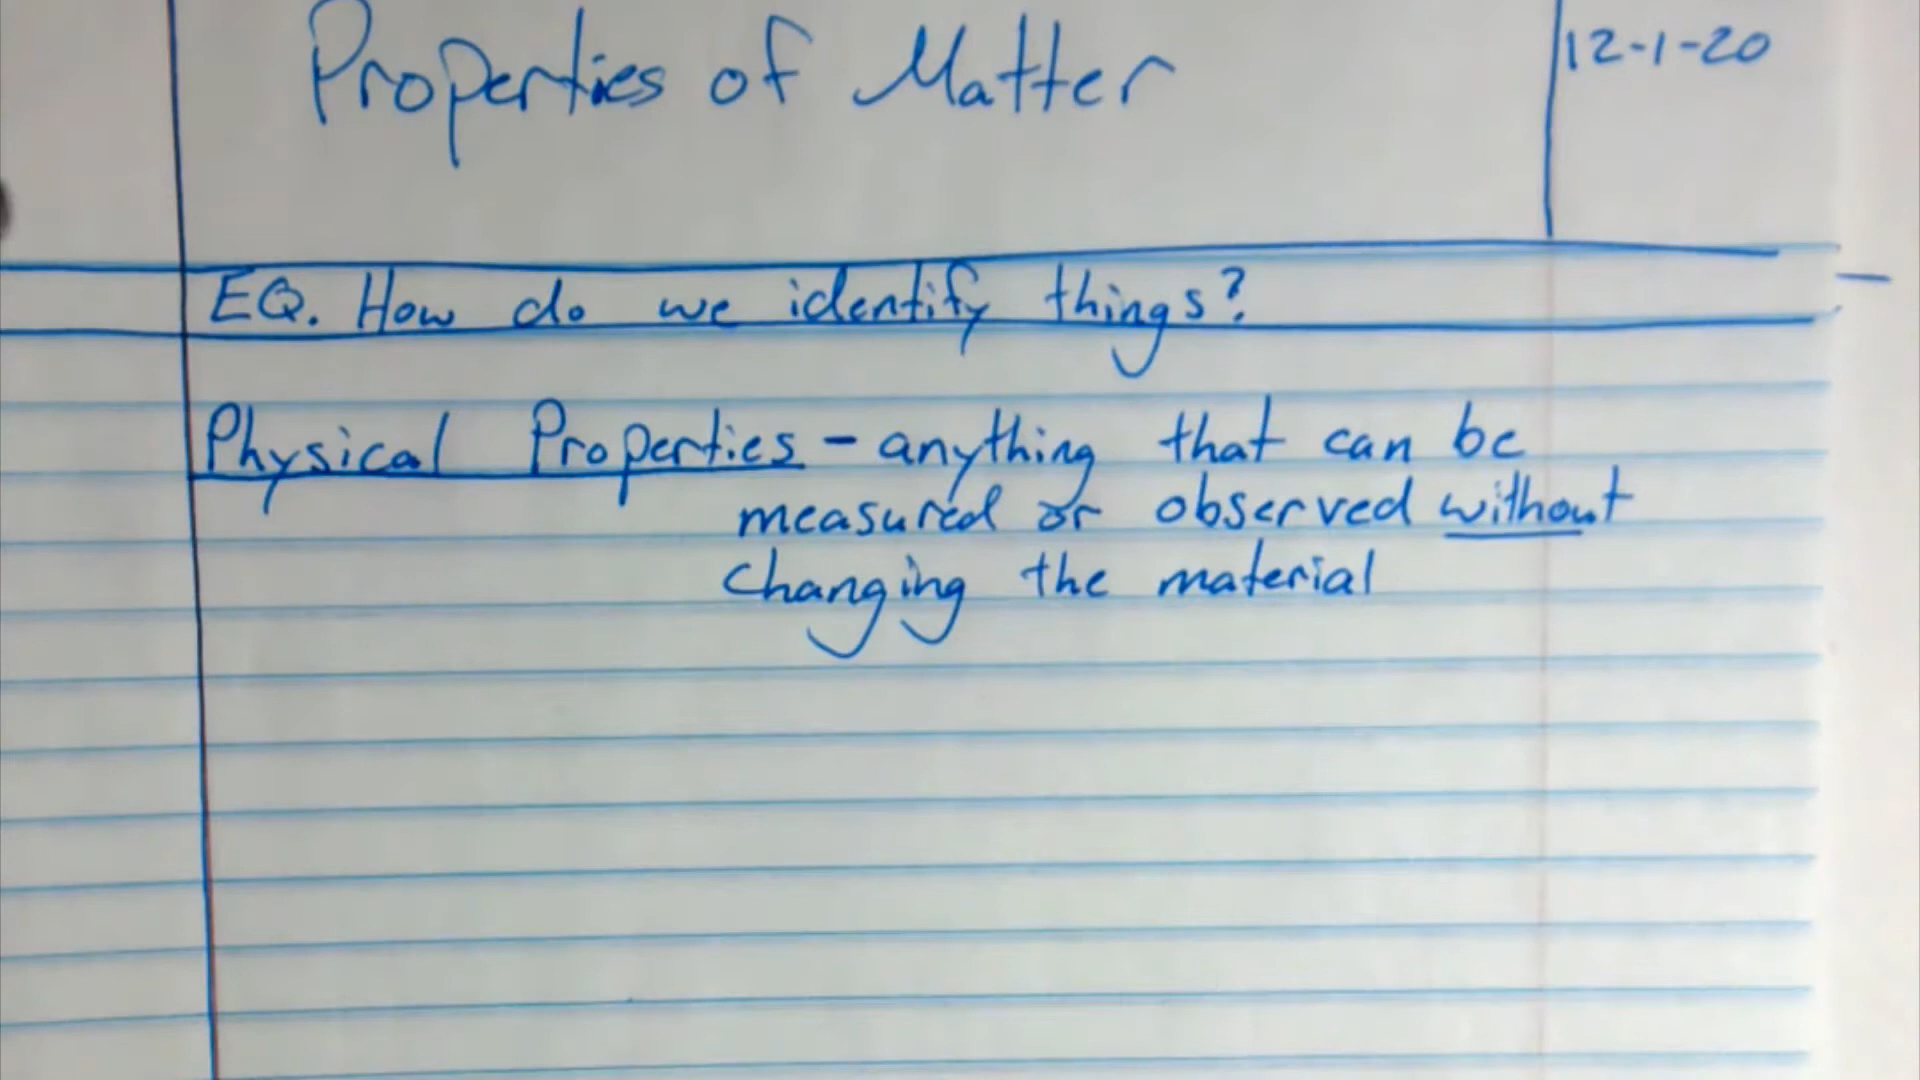 Properties of Matter
12-1-20
EQ. How do we identify things?
Physical Properties - anything that can be
measured or observed without
changing the material